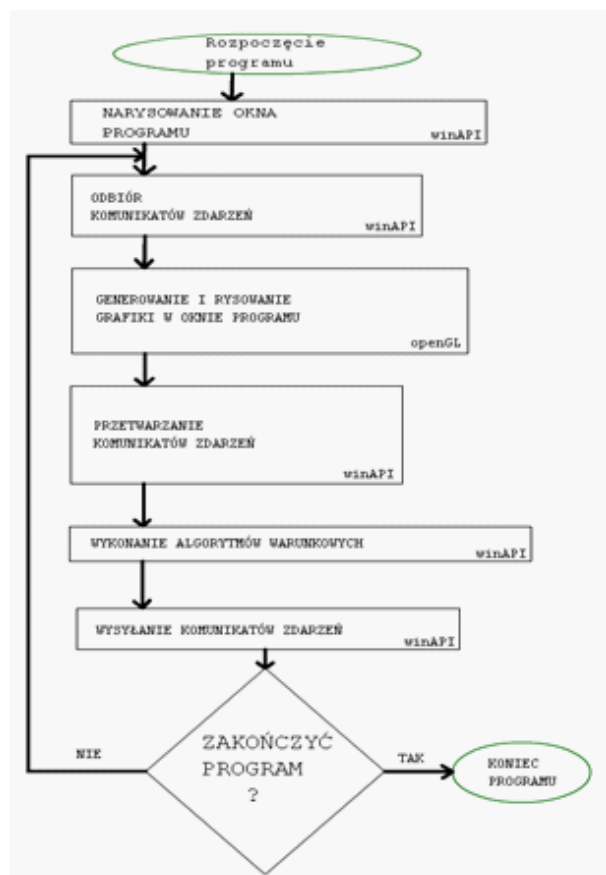 Rozpoczęcie
programu
NARYSOWANIE OKNA
PROGRAMU
winAPI
ODBIÓR
KOMUNIKATÓW ZDARZEŃ
winAPI
GENEROWANIE I RYSOWANIE
GRAFIKI W OKNIE PROGRAMU
openGL
PRZETWARZANIE
KOMUNIKATÓW ZDARZEŃ
winAPI
WYKONANIE ALGORYTMÓW WARUNKOWYCH
winAPI
WYSYŁANIE KOMUNIKATÓW ZDARZEŃ
winAPI
ZAKOŃCZYĆ
PROGRAM
?
NIE
TAK
KONIEC
PROGRAMU